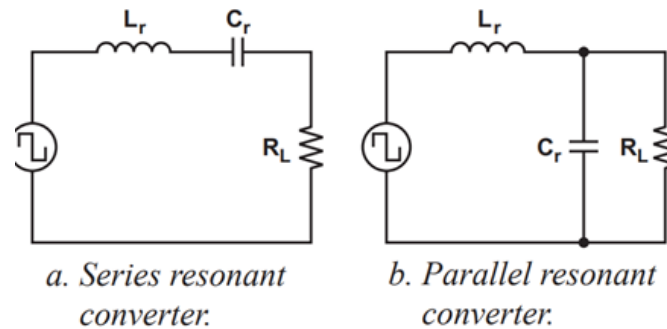 Lr Cr
RL
a. Series resonant
converter.
Lr
Cr RL
b. Parallel resonant
converter.